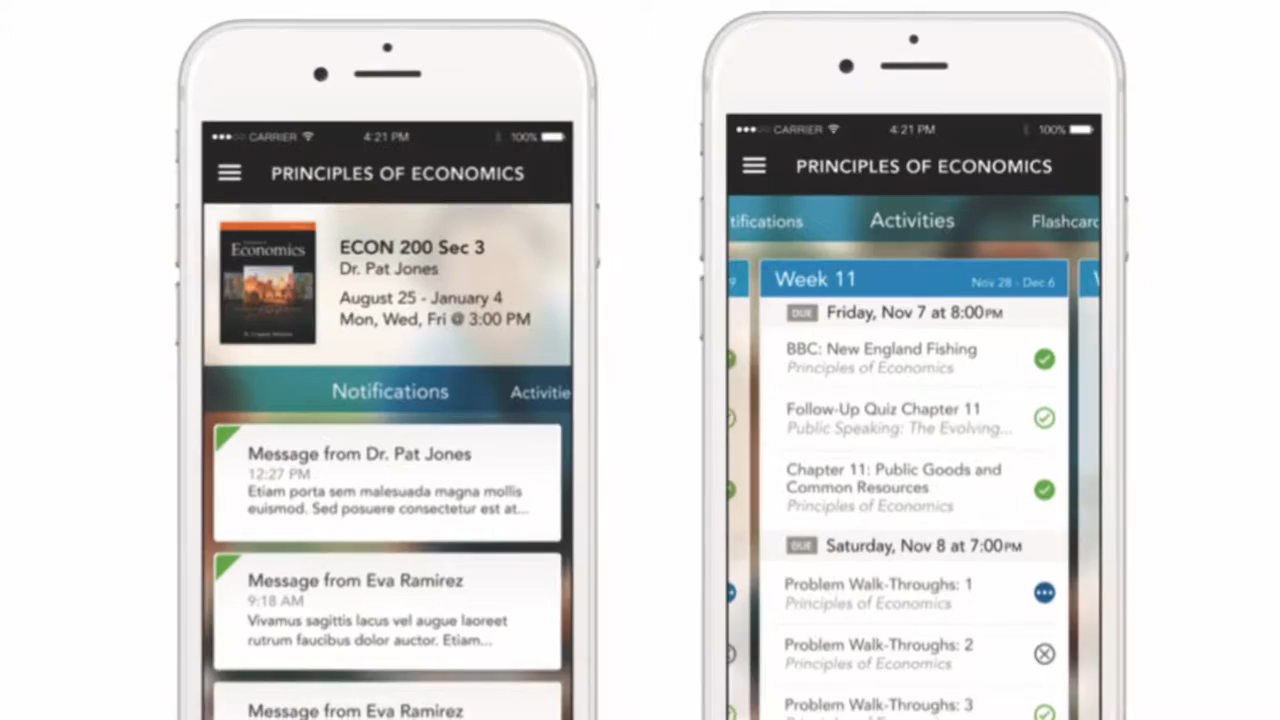 CARRIER 4:21 PM 100%
PRINCIPLES OF ECONOMICS
Economics
ECON 200 Sec 3
Dr. Pat Jones
August 25 - January 4
Mon, Wed, Fri @ 3:00 PM
Notifications Activitie
Message from Dr. Pat Jones
12:27 PM
Etiam porta sem malesuada magna mollis
euismod. Sed posuere consectetur est at...
Message from Eva Ramirez
9:18 AM
Vivamus sagittis lacus vel augue laoreet
rutrum faucibus dolor auctor. Etiam...
Message from Eva Ramirez
CARRIER 4:21 PM 100%
PRINCIPLES OF ECONOMICS
tifications Activities Flashcard
9 Week 11 Nov 28 - Dec 6
DUE Friday, Nov 7 at 8:00PM
BBC: New England Fishing
Principles of Economics
Follow-Up Quiz Chapter 11
Public Speaking: The Evolving...
Chapter 11: Public Goods and
Common Resources
Principles of Economics
DUE Saturday, Nov 8 at 7:00PM
Problem Walk-Throughs: 1
Principles of Economics
Problem Walk-Throughs: 2
Principles of Economics
Problem Walk-Throughs: 3